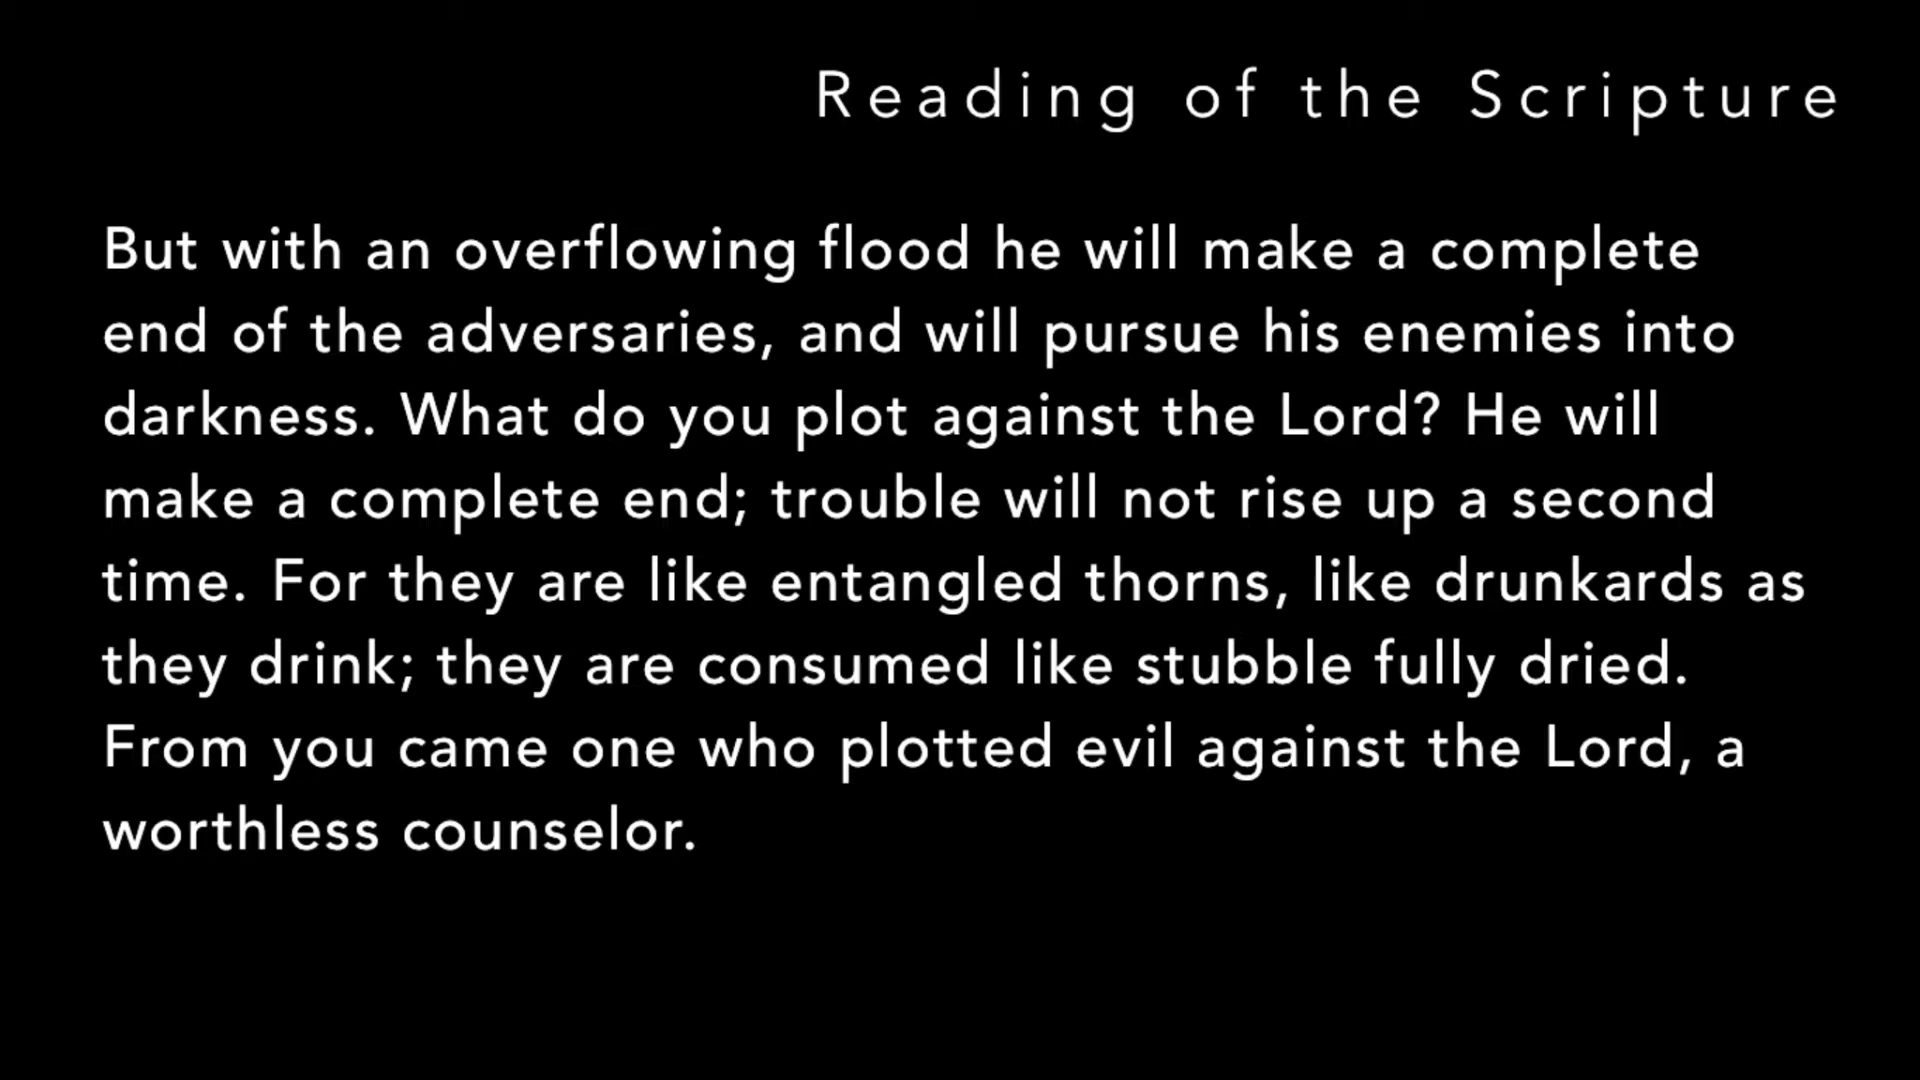 Reading of the Scripture
But with an overflowing flood he will make a complete
end of the adversaries, and will pursue his enemies into
darkness. What do you plot against the Lord? He will
make a complete end; trouble will not rise up a second
time. For they are like entangled thorns, like drunkards as
they drink; they are consumed like stubble fully dried.
From you came one who plotted evil against the Lord, a
worthless counselor.